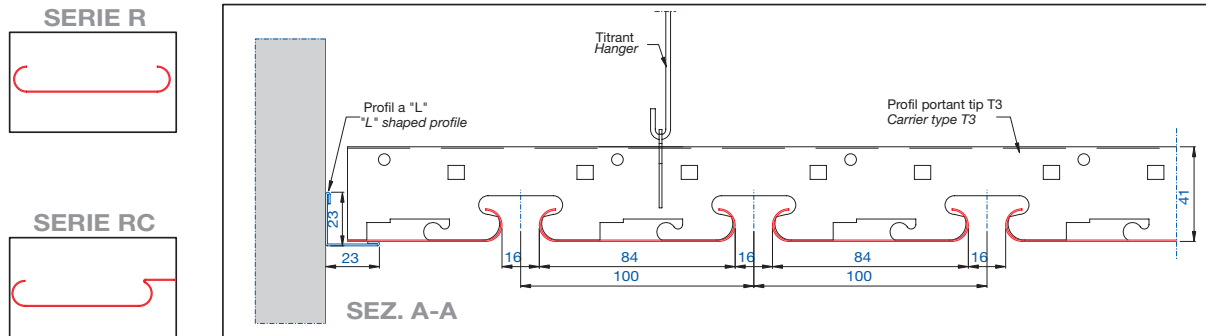 SERIE R
SERIE RC
Titrant
Hanger
Profil a "L"
"L" shaped profile
Profil portant tip T3
Carrier type T3
23
23
41
16
84
16
84
16
100
100
SEZ. A-A